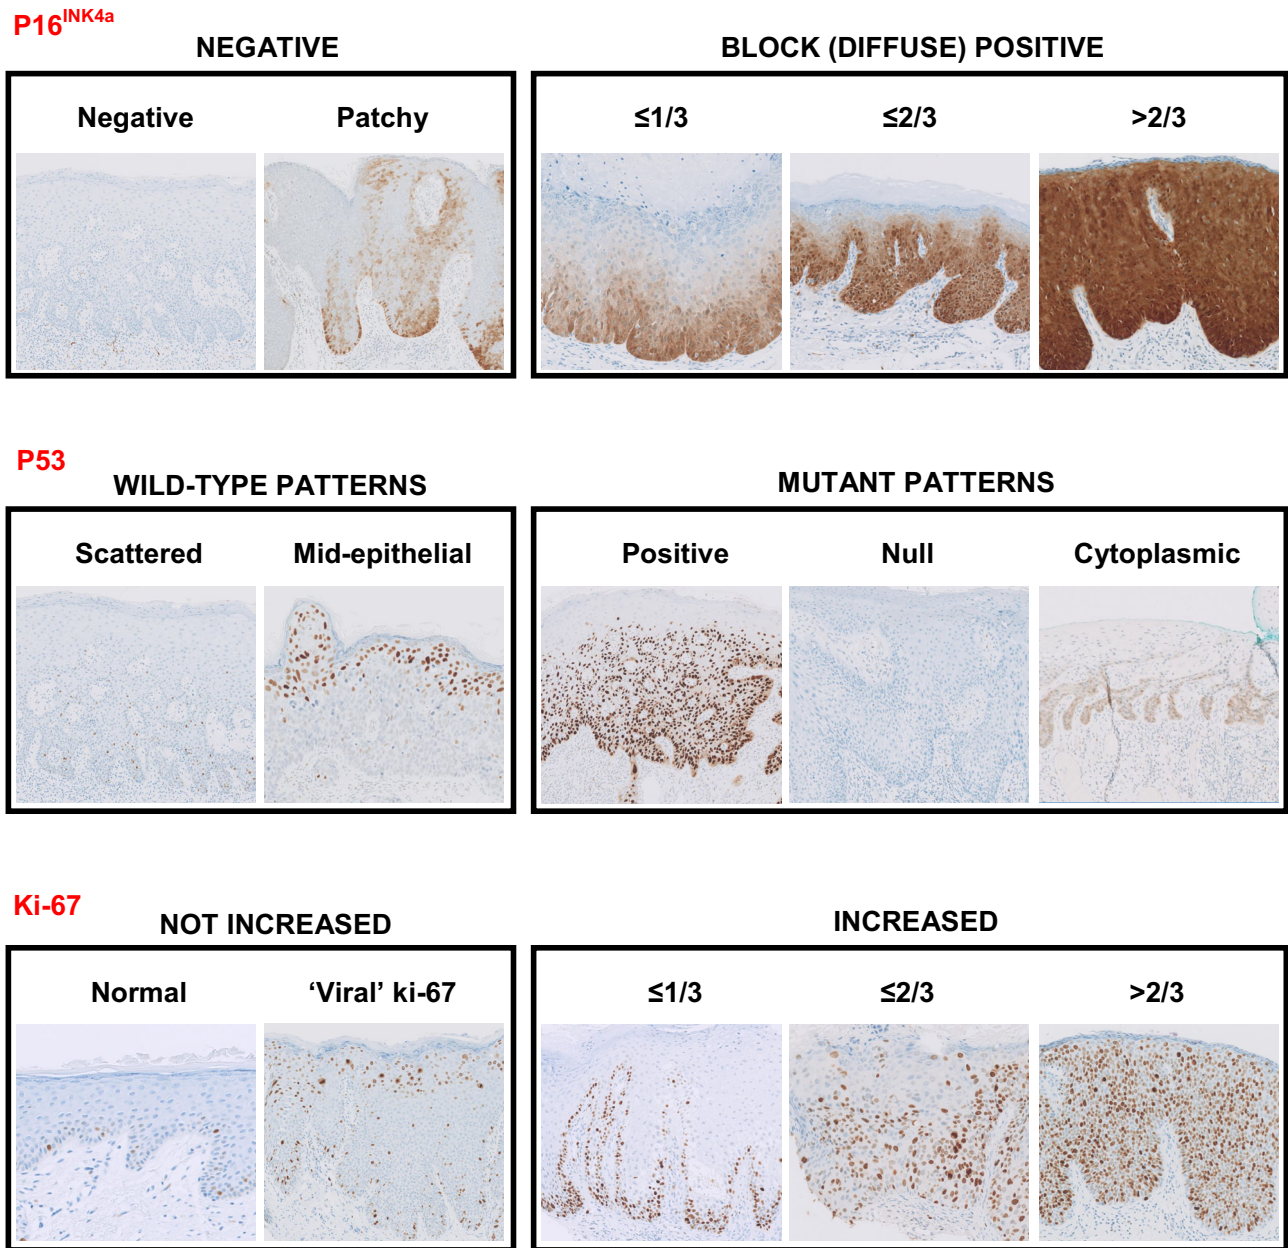 P16INK4a
NEGATIVE
BLOCK (DIFFUSE) POSITIVE
Negative
Patchy
≤1/3
≤2/3
>2/3
P53
WILD-TYPE PATTERNS
MUTANT PATTERNS
Scattered
Mid-epithelial
Positive
Null
Cytoplasmic
Ki-67
NOT INCREASED
INCREASED
Normal
‘Viral’ ki-67
≤1/3
≤2/3
>2/3